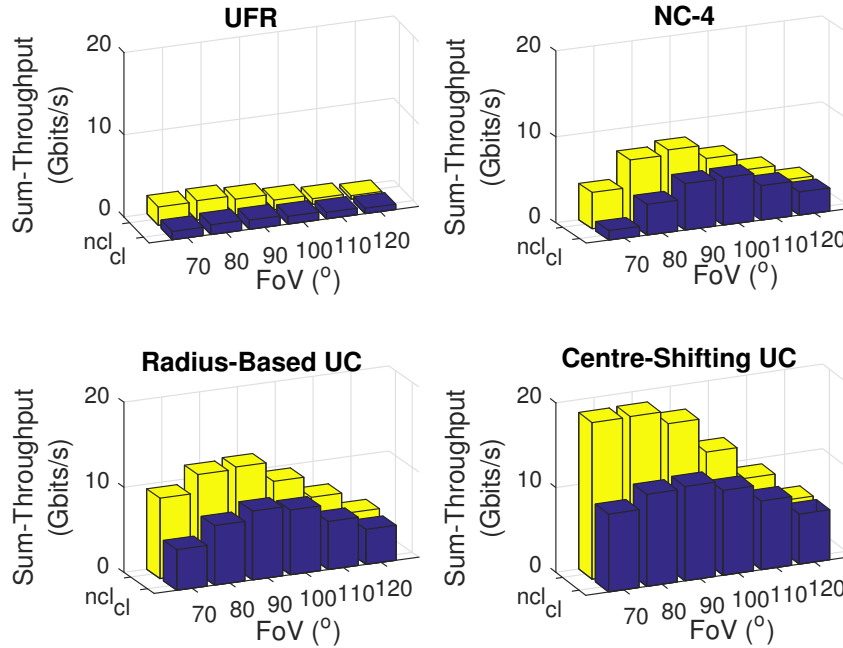 UFR
Sum-Throughput
(Gbits/s)
20
10
0
ncl
cl
70
80
90
100
110
120
FoV (°)
NC-4
Sum-Throughput
(Gbits/s)
20
10
0
ncl
cl
70
80
90
100
110
120
FoV (°)
Radius-Based UC
Sum-Throughput
(Gbits/s)
20
10
0
ncl
cl
70
80
90
100
110
120
FoV (°)
Centre-Shifting UC
Sum-Throughput
(Gbits/s)
20
10
0
ncl
cl
70
80
90
100
110
120
FoV (°)